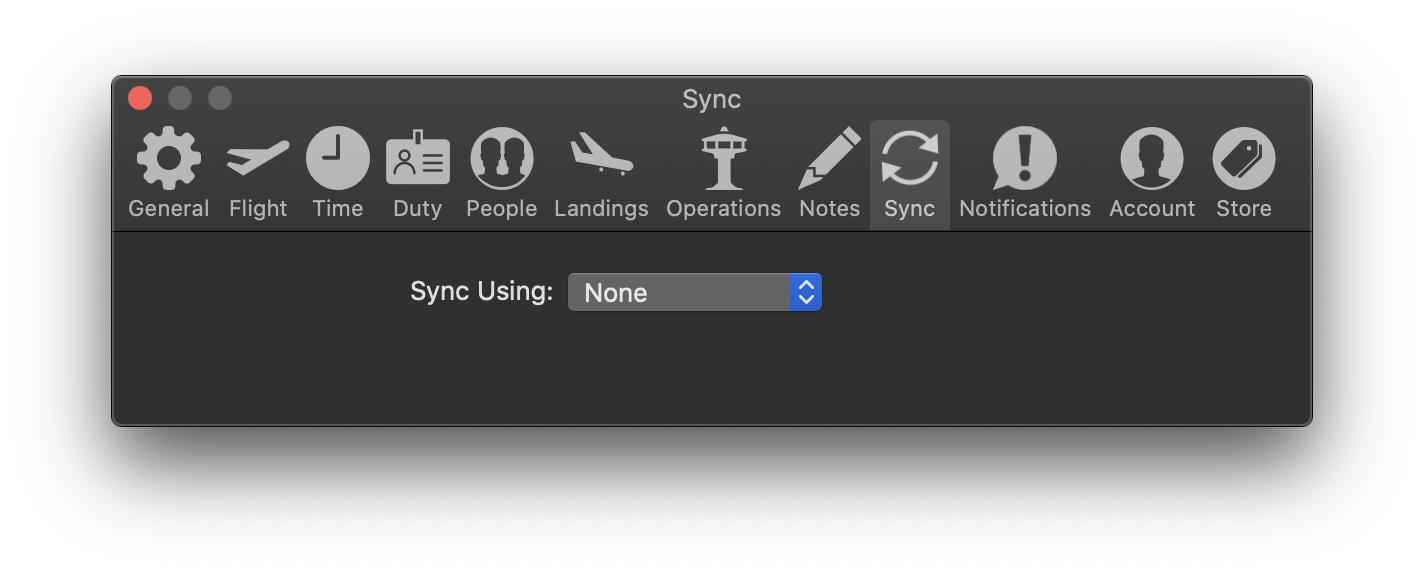 Sync
General Flight Time Duty People Landings Operations Notes Sync Notifications Account Store
Sync Using: None